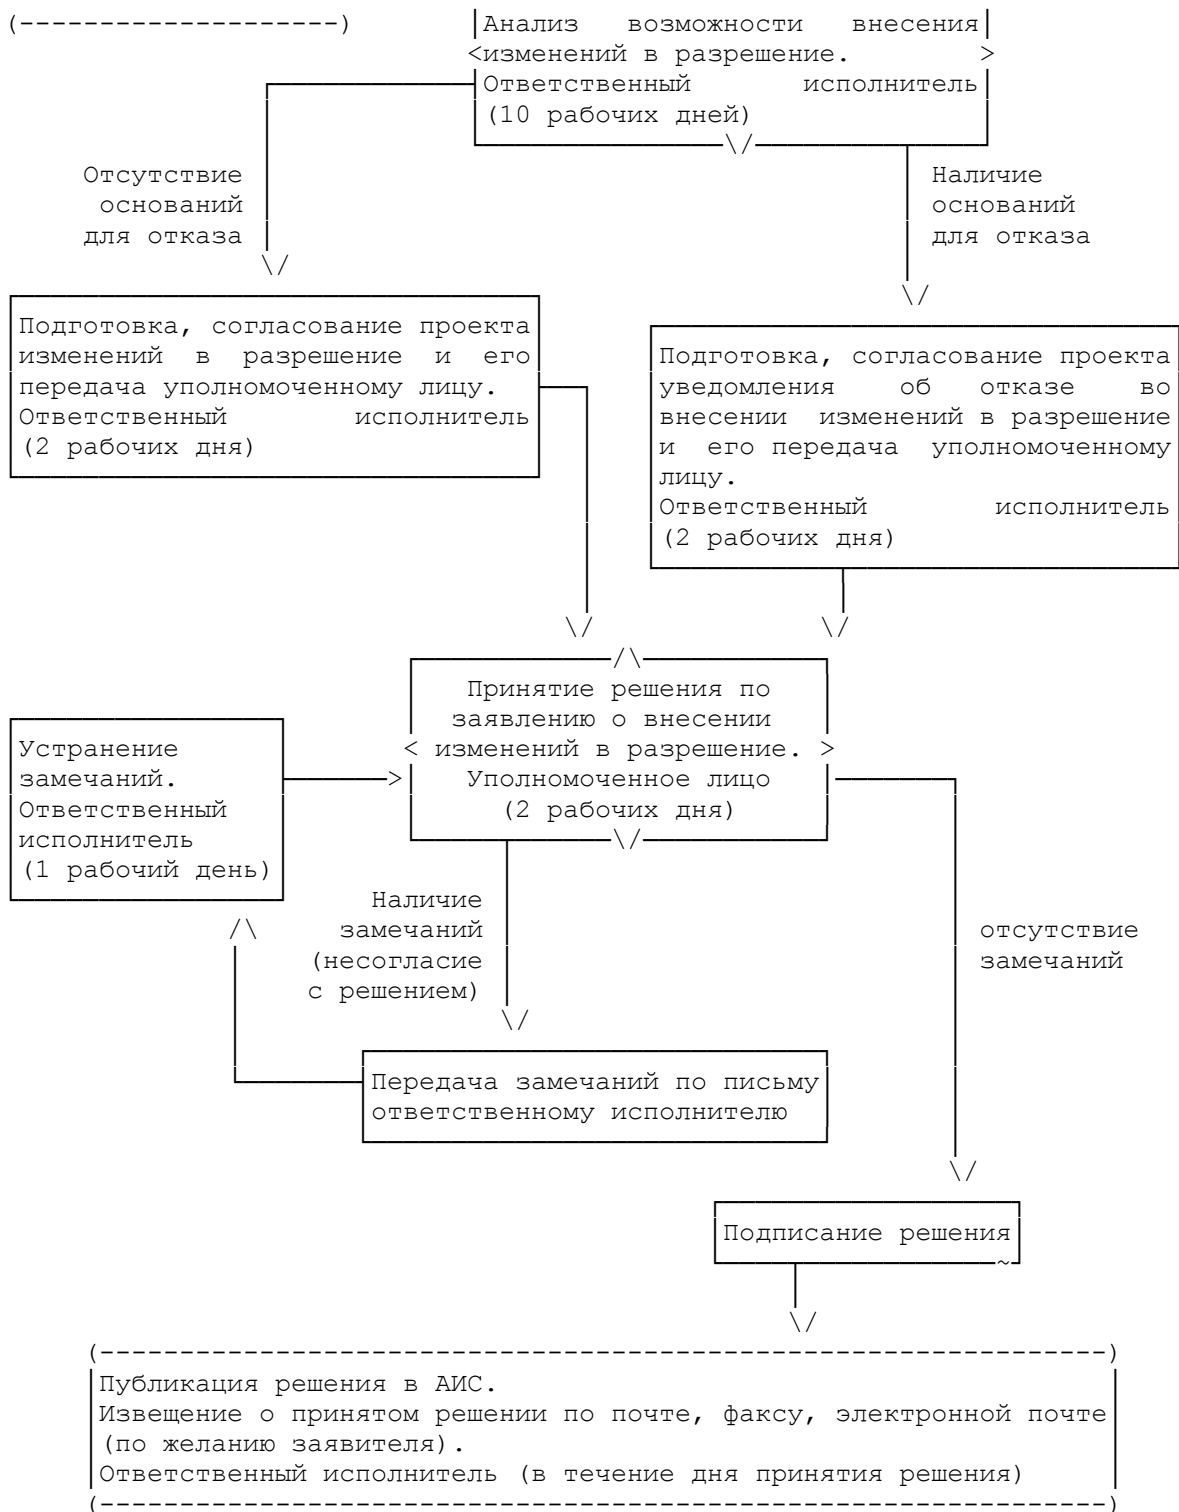 Анализ возможности внесения
изменений в разрешение.
Ответственный исполнитель
(10 рабочих дней)
Отсутствие
оснований
для отказа
Наличие
оснований
для отказа
Подготовка, согласование проекта
изменений в разрешение и его
передача уполномоченному лицу.
Ответственный исполнитель
(2 рабочих дня)
Подготовка, согласование проекта
уведомления об отказе во
внесении изменений в разрешение
и его передача уполномоченному
лицу.
Ответственный исполнитель
(2 рабочих дня)
Принятие решения по
заявлению о внесении
изменений в разрешение.
Уполномоченное лицо
(2 рабочих дня)
Устранение
замечаний.
Ответственный
исполнитель
(1 рабочий день)
Наличие
замечаний
(несогласие
с решением)
отсутствие
замечаний
Передача замечаний по письму
ответственному исполнителю
Подписание решения
Публикация решения в АИС.
Извещение о принятом решении по почте, факсу, электронной почте
(по желанию заявителя).
Ответственный исполнитель (в течение дня принятия решения)